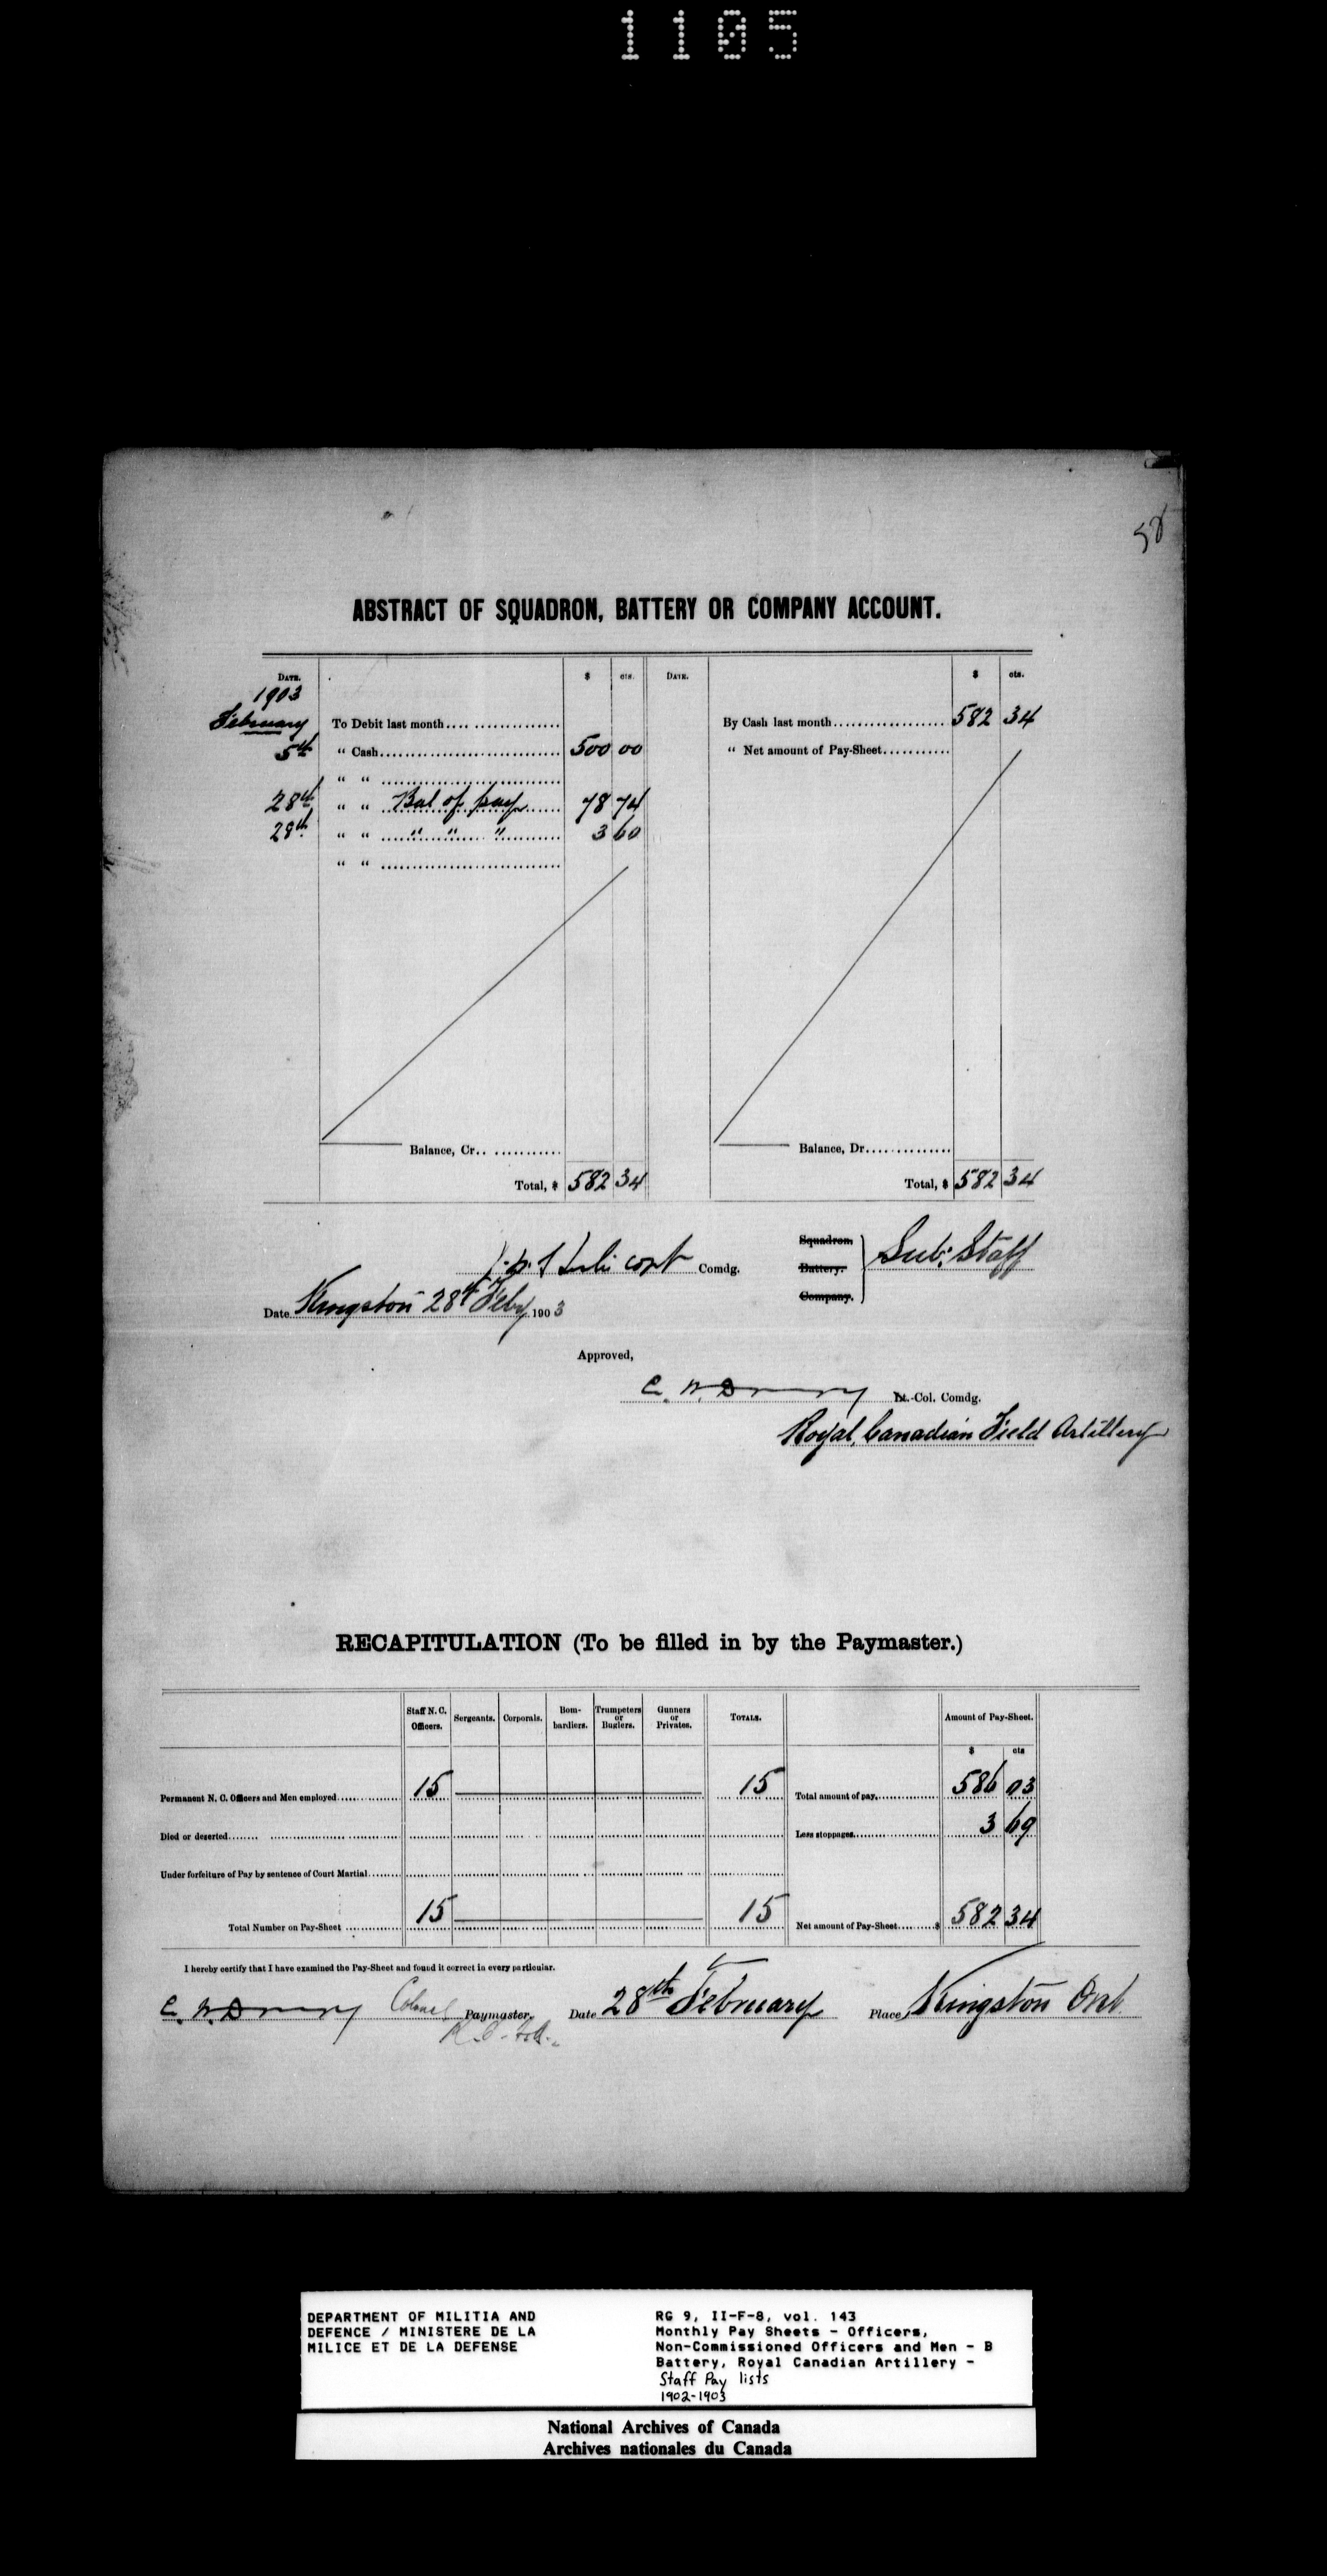 1105
58
ABSTRACT OF SQUADRON, BATTERY OR COMPANY ACCOUNT.
DATE. $ cts. DATE. $ cts.
1903
February To Debit last month By Cash last month 582 34
5th " Cash 500 00 " Net amount of Pay-Sheet
" "
28th " " Bal of pay 78 74
28th " " " " " 3 60
" "
Balance, Cr. Balance, Dr.
Total, $ 582 34 Total, $ 582 34
Squadron.
capt Comdg. Battery. Sub: Staff
Company.
Date Kingston 28th Feby 1903
Approved,
C. W. Drury Lt.-Col. Comdg.
Royal Canadian Field Artillery
RECAPITULATION (To be filled in by the Paymaster.)
Staff N. C. Officers. Sergeants. Corporals. Bom-bardiers. Trumpeters or Buglers. Gunners or Privates. TOTALS. Amount of Pay-Sheet.
$ cts
Permanent N. C. Officers and Men employed 15 15 Total amount of pay 586 03
Died or deserted Less stoppages 3 69
Under forfeiture of Pay by sentence of Court Martial
Total Number on Pay-Sheet 15 15 Net amount of Pay-Sheet $ 582 34
I hereby certify that I have examined the Pay-Sheet and found it correct in every particular.
C. W. Drury Colonel Paymaster. Date 28th February Place Kingston Ont.
DEPARTMENT OF MILITIA AND
DEFENCE / MINISTERE DE LA
MILICE ET DE LA DEFENSE
RG 9, II-F-8, vol. 143
Monthly Pay Sheets - Officers,
Non-Commissioned Officers and Men - B
Battery, Royal Canadian Artillery -
Staff Pay lists
1902-1903
National Archives of Canada
Archives nationales du Canada